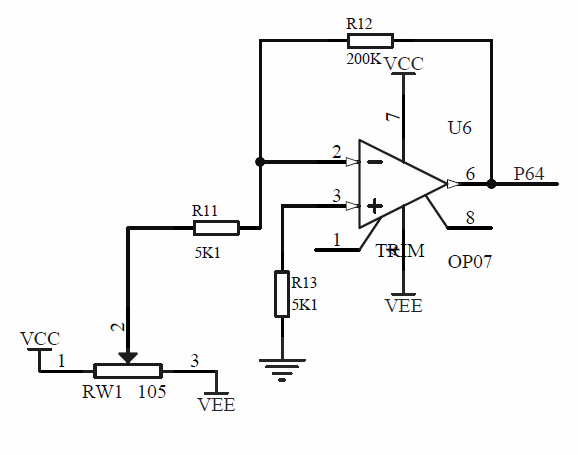 R12
200K
VCC
7
U6
2
6
P64
3
R11
8
1
5K1
TRIM
4
OP07
R13
5K1
VEE
2
VCC
1
3
RW1 105
VEE